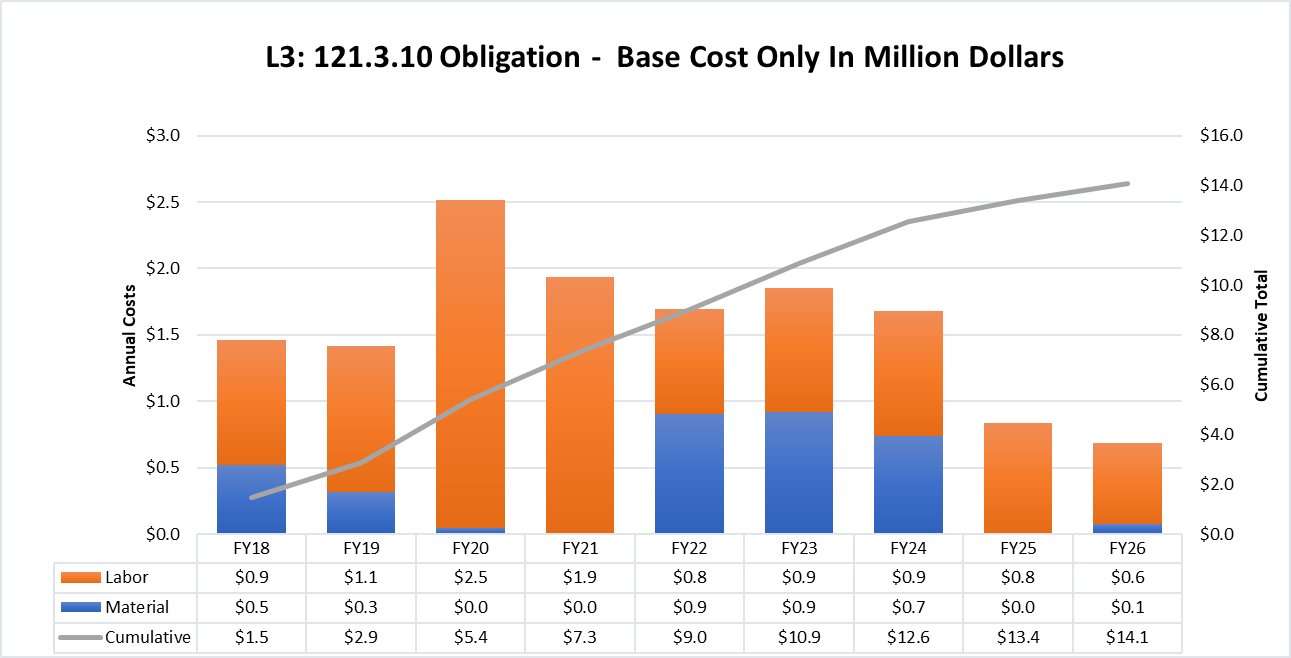 L3: 121.3.10 Obligation -  Base Cost Only In Million Dollars
$3.0
$2.5
$2.0
$1.5
$1.0
$0.5
$0.0
Annual Costs
$16.0
$14.0
$12.0
$10.0
$8.0
$6.0
$4.0
$2.0
$0.0
Cumulative Total
FY18 FY19 FY20 FY21 FY22 FY23 FY24 FY25 FY26
Labor $0.9 $1.1 $2.5 $1.9 $0.8 $0.9 $0.9 $0.8 $0.6
Material $0.5 $0.3 $0.0 $0.0 $0.9 $0.9 $0.7 $0.0 $0.1
Cumulative $1.5 $2.9 $5.4 $7.3 $9.0 $10.9 $12.6 $13.4 $14.1